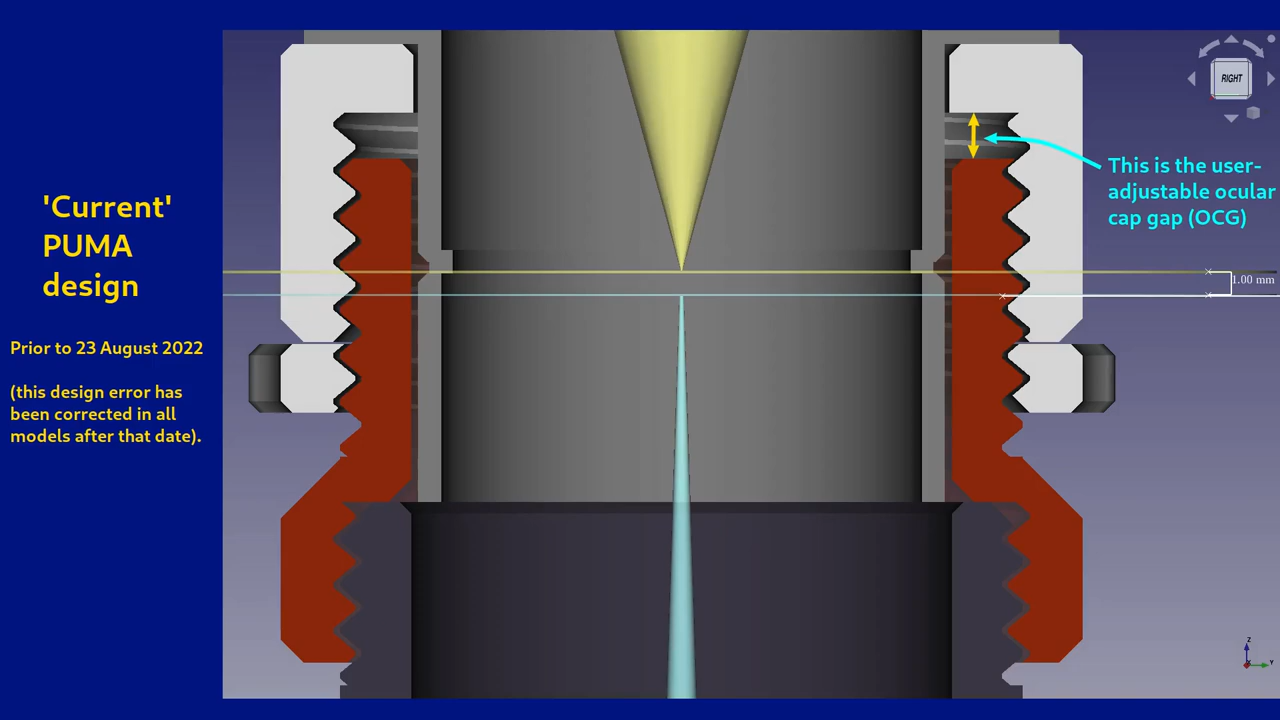 'Current'
PUMA
design
Prior to 23 August 2022
(this design error has
been corrected in all
models after that date).
RIGHT
This is the user-
adjustable ocular
cap gap (OCG)
1.00 mm
Z
Y